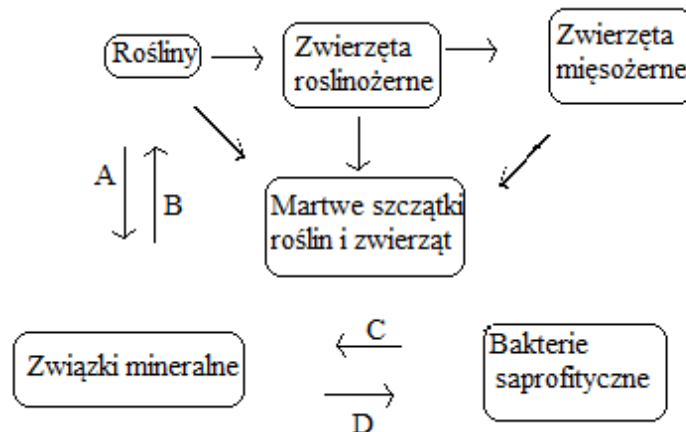 Rośliny
Zwierzęta
roslinożerne
Zwierzęta
mięsożerne
A
B
Martwe szczątki
roślin i zwierząt
C
Związki mineralne
Bakterie
saprofityczne
D